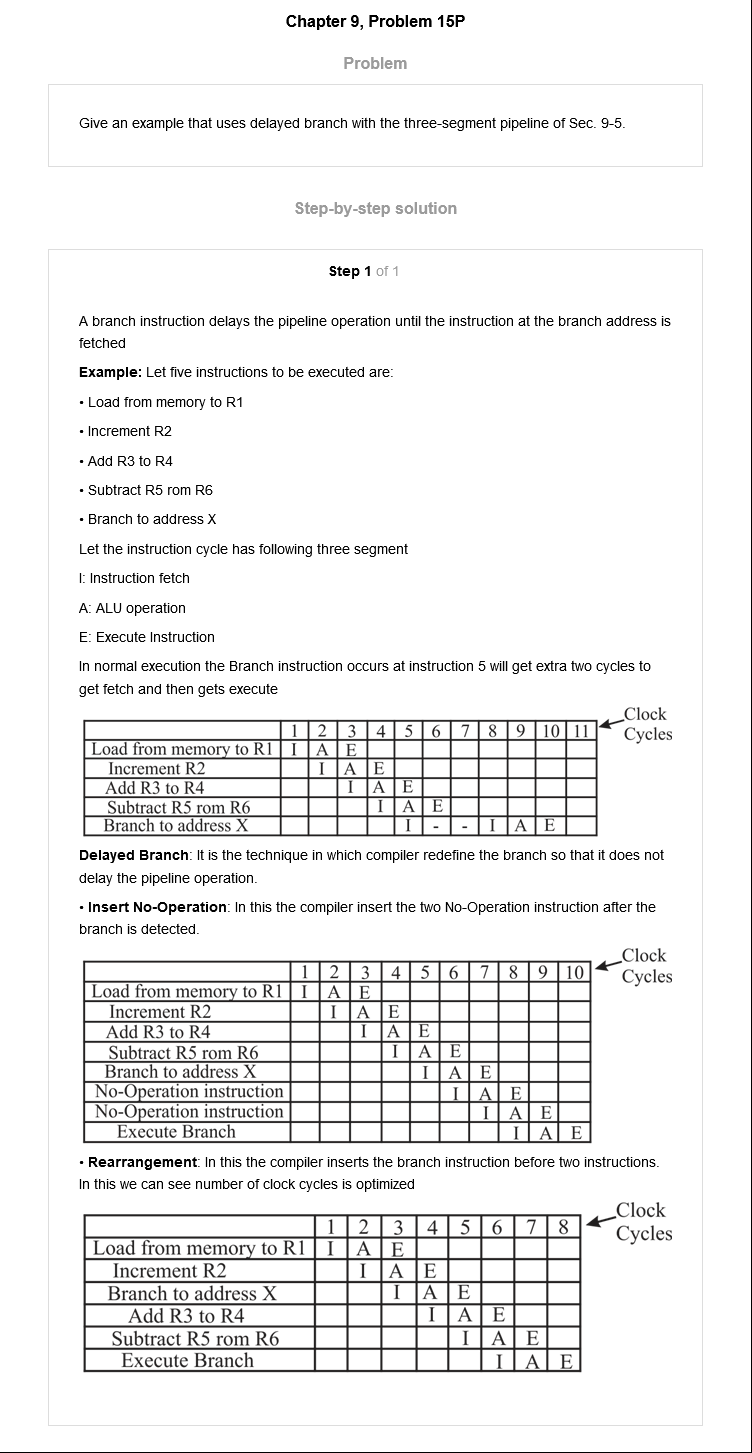 Chapter 9, Problem 15P
Problem
Give an example that uses delayed branch with the three-segment pipeline of Sec. 9-5.
Step-by-step solution
Step 1 of 1
A branch instruction delays the pipeline operation until the instruction at the branch address is
fetched
Example: Let five instructions to be executed are:
• Load from memory to R1
• Increment R2
• Add R3 to R4
• Subtract R5 rom R6
• Branch to address X
Let the instruction cycle has following three segment
I: Instruction fetch
A: ALU operation
E: Execute Instruction
In normal execution the Branch instruction occurs at instruction 5 will get extra two cycles to
get fetch and then gets execute
1 2 3 4 5 6 7 8 9 10 11 Clock Cycles
Load from memory to R1 I A E
Increment R2 I A E
Add R3 to R4 I A E
Subtract R5 rom R6 I A E
Branch to address X I - - I A E
Delayed Branch: It is the technique in which compiler redefine the branch so that it does not
delay the pipeline operation.
• Insert No-Operation: In this the compiler insert the two No-Operation instruction after the
branch is detected.
1 2 3 4 5 6 7 8 9 10 Clock Cycles
Load from memory to R1 I A E
Increment R2 I A E
Add R3 to R4 I A E
Subtract R5 rom R6 I A E
Branch to address X I A E
No-Operation instruction I A E
No-Operation instruction I A E
Execute Branch I A E
• Rearrangement: In this the compiler inserts the branch instruction before two instructions.
In this we can see number of clock cycles is optimized
1 2 3 4 5 6 7 8 Clock Cycles
Load from memory to R1 I A E
Increment R2 I A E
Branch to address X I A E
Add R3 to R4 I A E
Subtract R5 rom R6 I A E
Execute Branch I A E